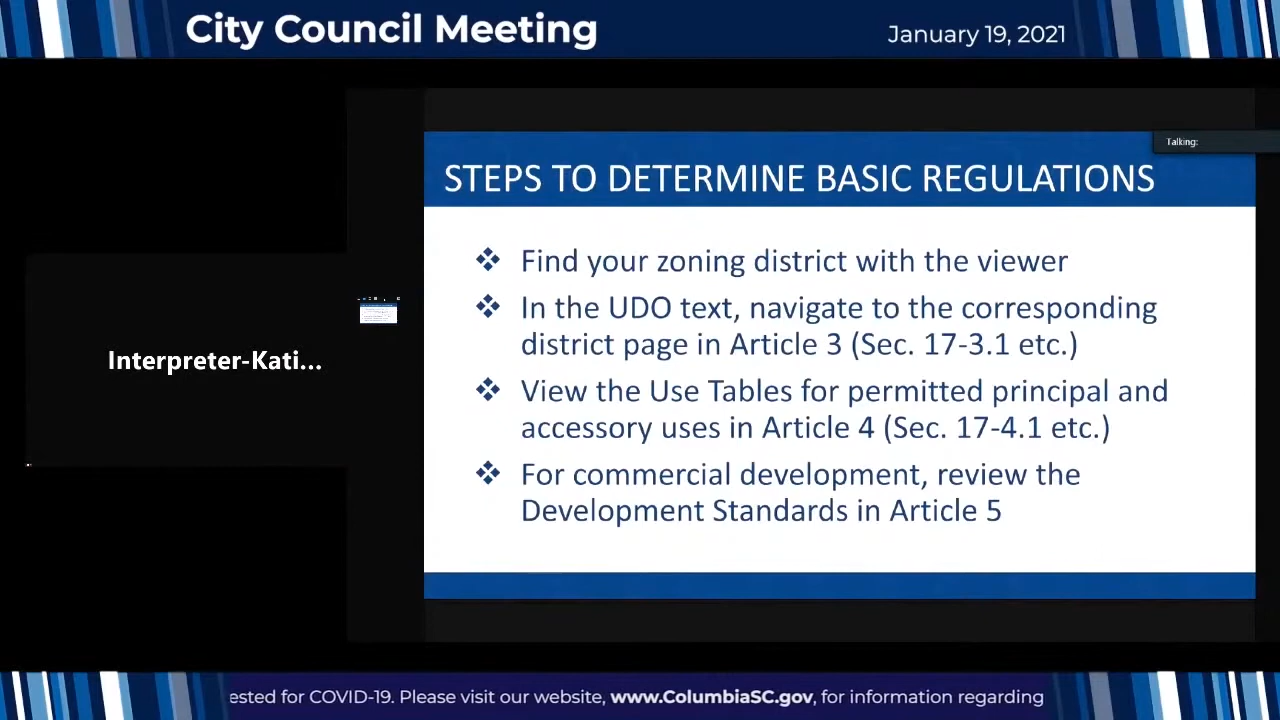 City Council Meeting
January 19, 2021
Talking:
STEPS TO DETERMINE BASIC REGULATIONS
❖ Find your zoning district with the viewer
❖ In the UDO text, navigate to the corresponding
district page in Article 3 (Sec. 17-3.1 etc.)
❖ View the Use Tables for permitted principal and
accessory uses in Article 4 (Sec. 17-4.1 etc.)
❖ For commercial development, review the
Development Standards in Article 5
Interpreter-Kati...
ested for COVID-19. Please visit our website, www.ColumbiaSC.gov, for information regarding